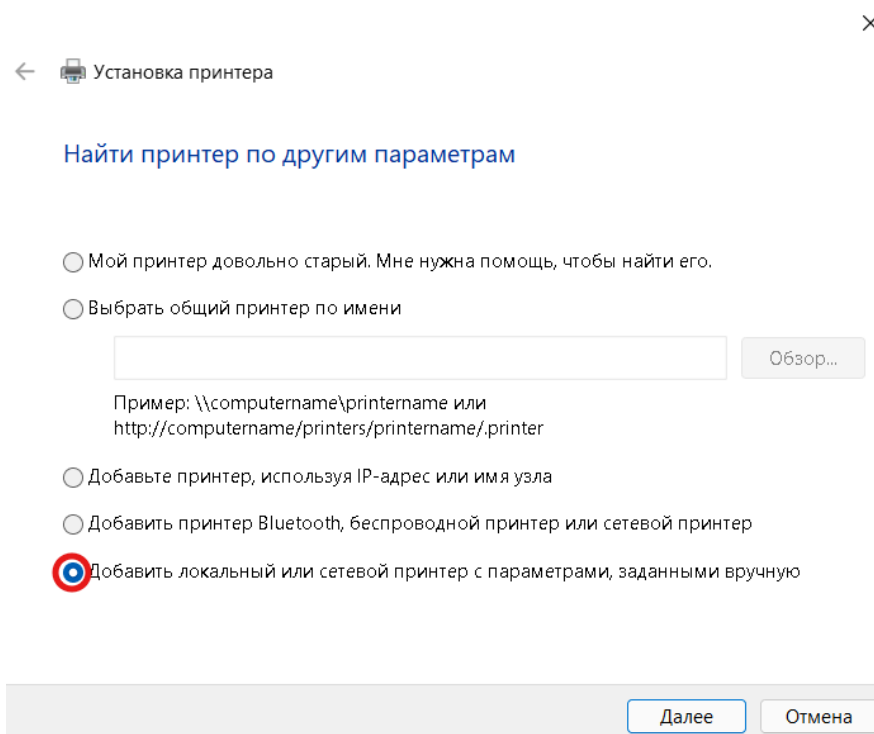 Установка принтера
Найти принтер по другим параметрам
Мой принтер довольно старый. Мне нужна помощь, чтобы найти его.
Выбрать общий принтер по имени
Обзор...
Пример: \\computername\printername или
http://computername/printers/printername/.printer
Добавьте принтер, используя IP-адрес или имя узла
Добавить принтер Bluetooth, беспроводной принтер или сетевой принтер
Добавить локальный или сетевой принтер с параметрами, заданными вручную
Далее
Отмена